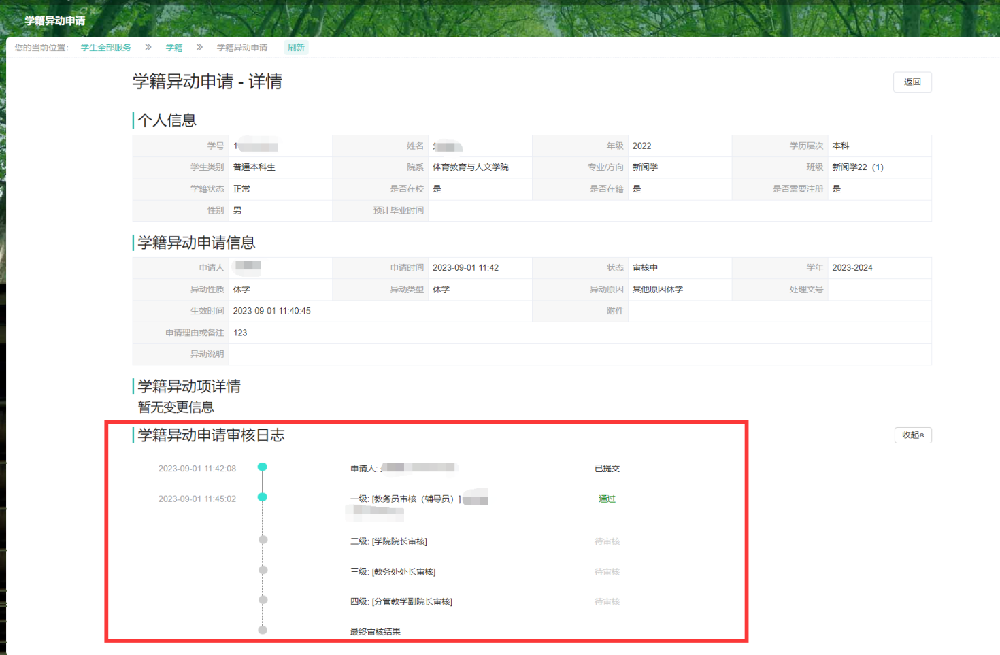 学籍异动申请
您的当前位置： 学生全部服务 » 学籍 » 学籍异动申请 刷新
学籍异动申请 - 详情 返回
个人信息
学号 1 姓名 年级 2022 学历层次 本科
学生类别 普通本科生 院系 体育教育与人文学院 专业/方向 新闻学 班级 新闻学22（1）
学籍状态 正常 是否在校 是 是否在籍 是 是否需要注册 是
性别 男 预计毕业时间
学籍异动申请信息
申请人 申请时间 2023-09-01 11:42 状态 审核中 学年 2023-2024
异动性质 休学 异动类型 休学 异动原因 其他原因休学 处理文号
生效时间 2023-09-01 11:40:45 附件
申请理由或备注 123
异动说明
学籍异动项详情
暂无变更信息
学籍异动申请审核日志 收起
2023-09-01 11:42:08 申请人: 已提交
2023-09-01 11:45:02 一级: [教务员审核（辅导员）] 通过
二级: [学院院长审核] 待审核
三级: [教务处处长审核] 待审核
四级: [分管教学副院长审核] 待审核
最终审核结果 --